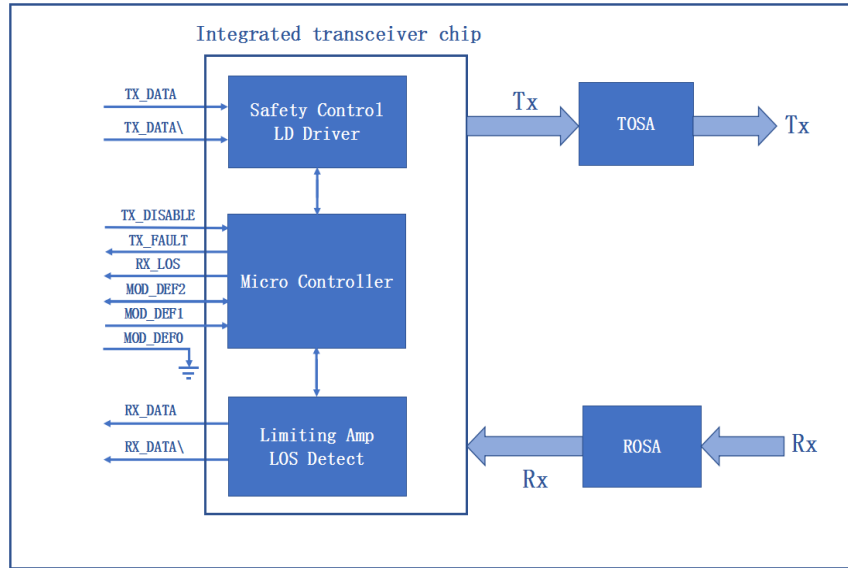 Integrated transceiver chip
TX_DATA
TX_DATA\
Safety Control
LD Driver
Tx
TOSA
Tx
TX_DISABLE
TX_FAULT
RX_LOS
MOD_DEF2
MOD_DEF1
MOD_DEF0
Micro Controller
RX_DATA
RX_DATA\
Limiting Amp
LOS Detect
Rx
ROSA
Rx